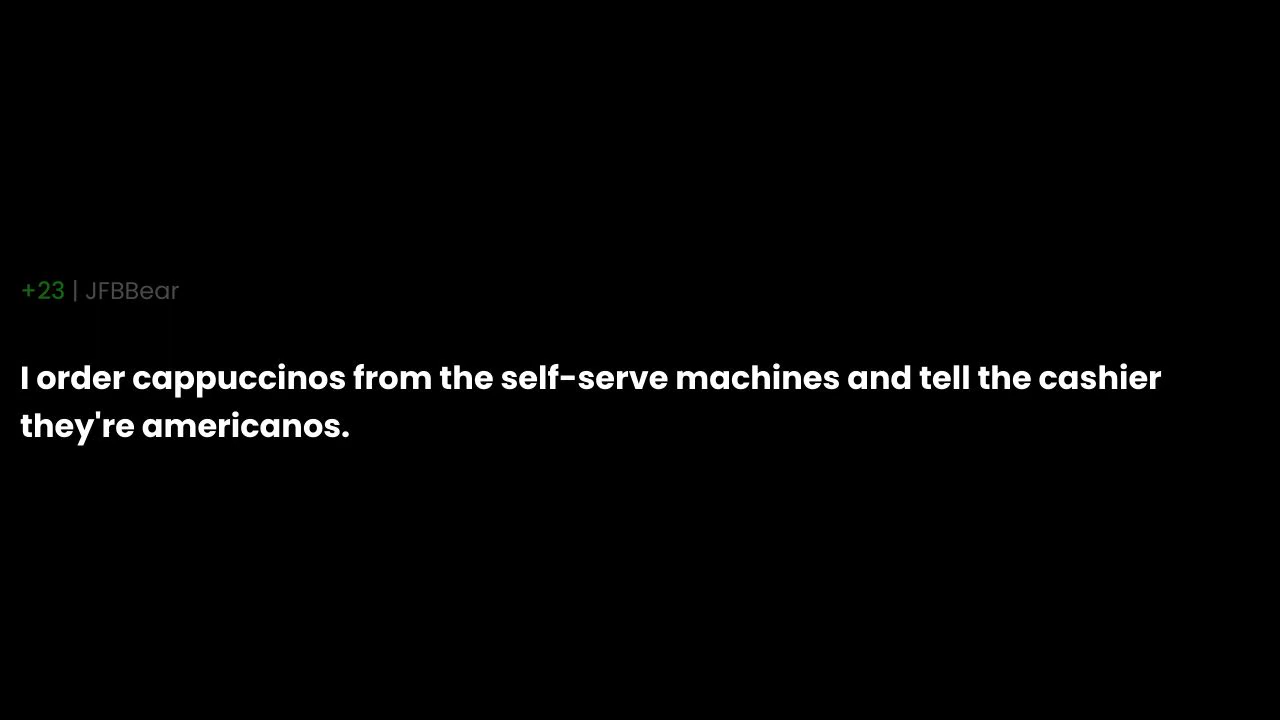 +23 | JFBBear
I order cappuccinos from the self-serve machines and tell the cashier
they're americanos.